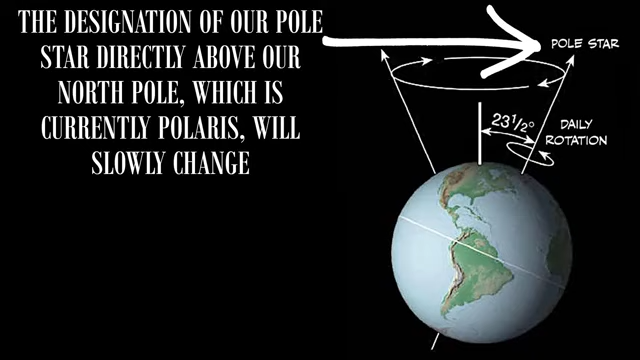 THE DESIGNATION OF OUR POLE
STAR DIRECTLY ABOVE OUR
NORTH POLE, WHICH IS
CURRENTLY POLARIS, WILL
SLOWLY CHANGE
POLE STAR
23½°
DAILY
ROTATION